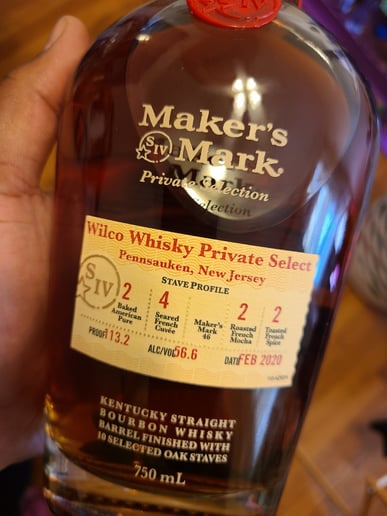 Maker's
SIV Mark
Private Selection
Wilco Whisky Private Select
Pennsauken, New Jersey
STAVE PROFILE
SIV
2 Baked American Pure
4 Seared French Cuvée
Maker's Mark 46
2 Roasted French Mocha
2 Toasted French Spice
PROOF 113.2
ALC/VOL 56.6
DATE FEB 2020
KENTUCKY STRAIGHT
BOURBON WHISKY
BARREL FINISHED WITH
10 SELECTED OAK STAVES
750 mL